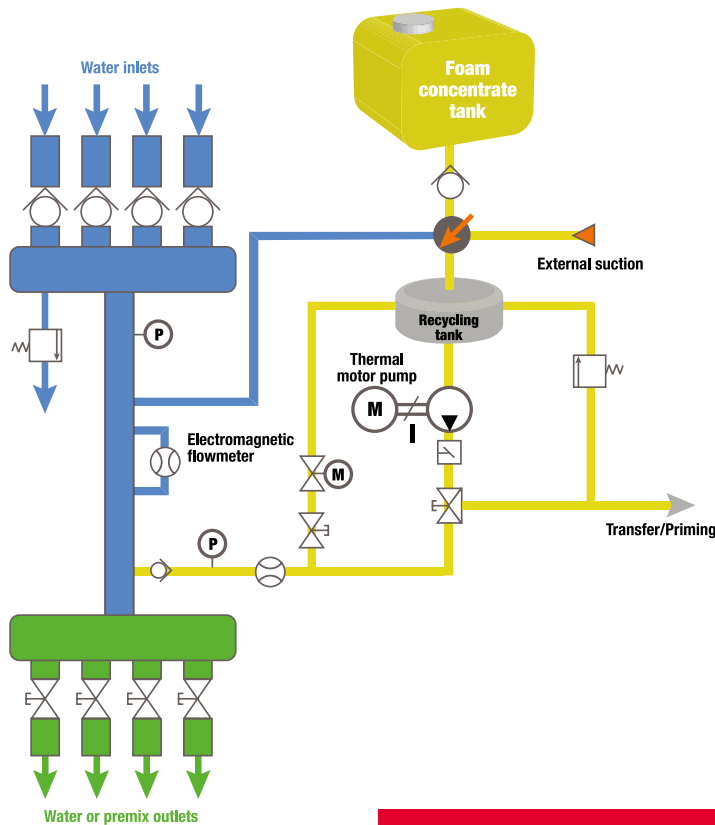 Foam
concentrate
tank
Water inlets
External suction
P
Recycling
tank
Thermal
motor pump
M
Electromagnetic
flowmeter
M
Transfer/Priming
P
Water or premix outlets